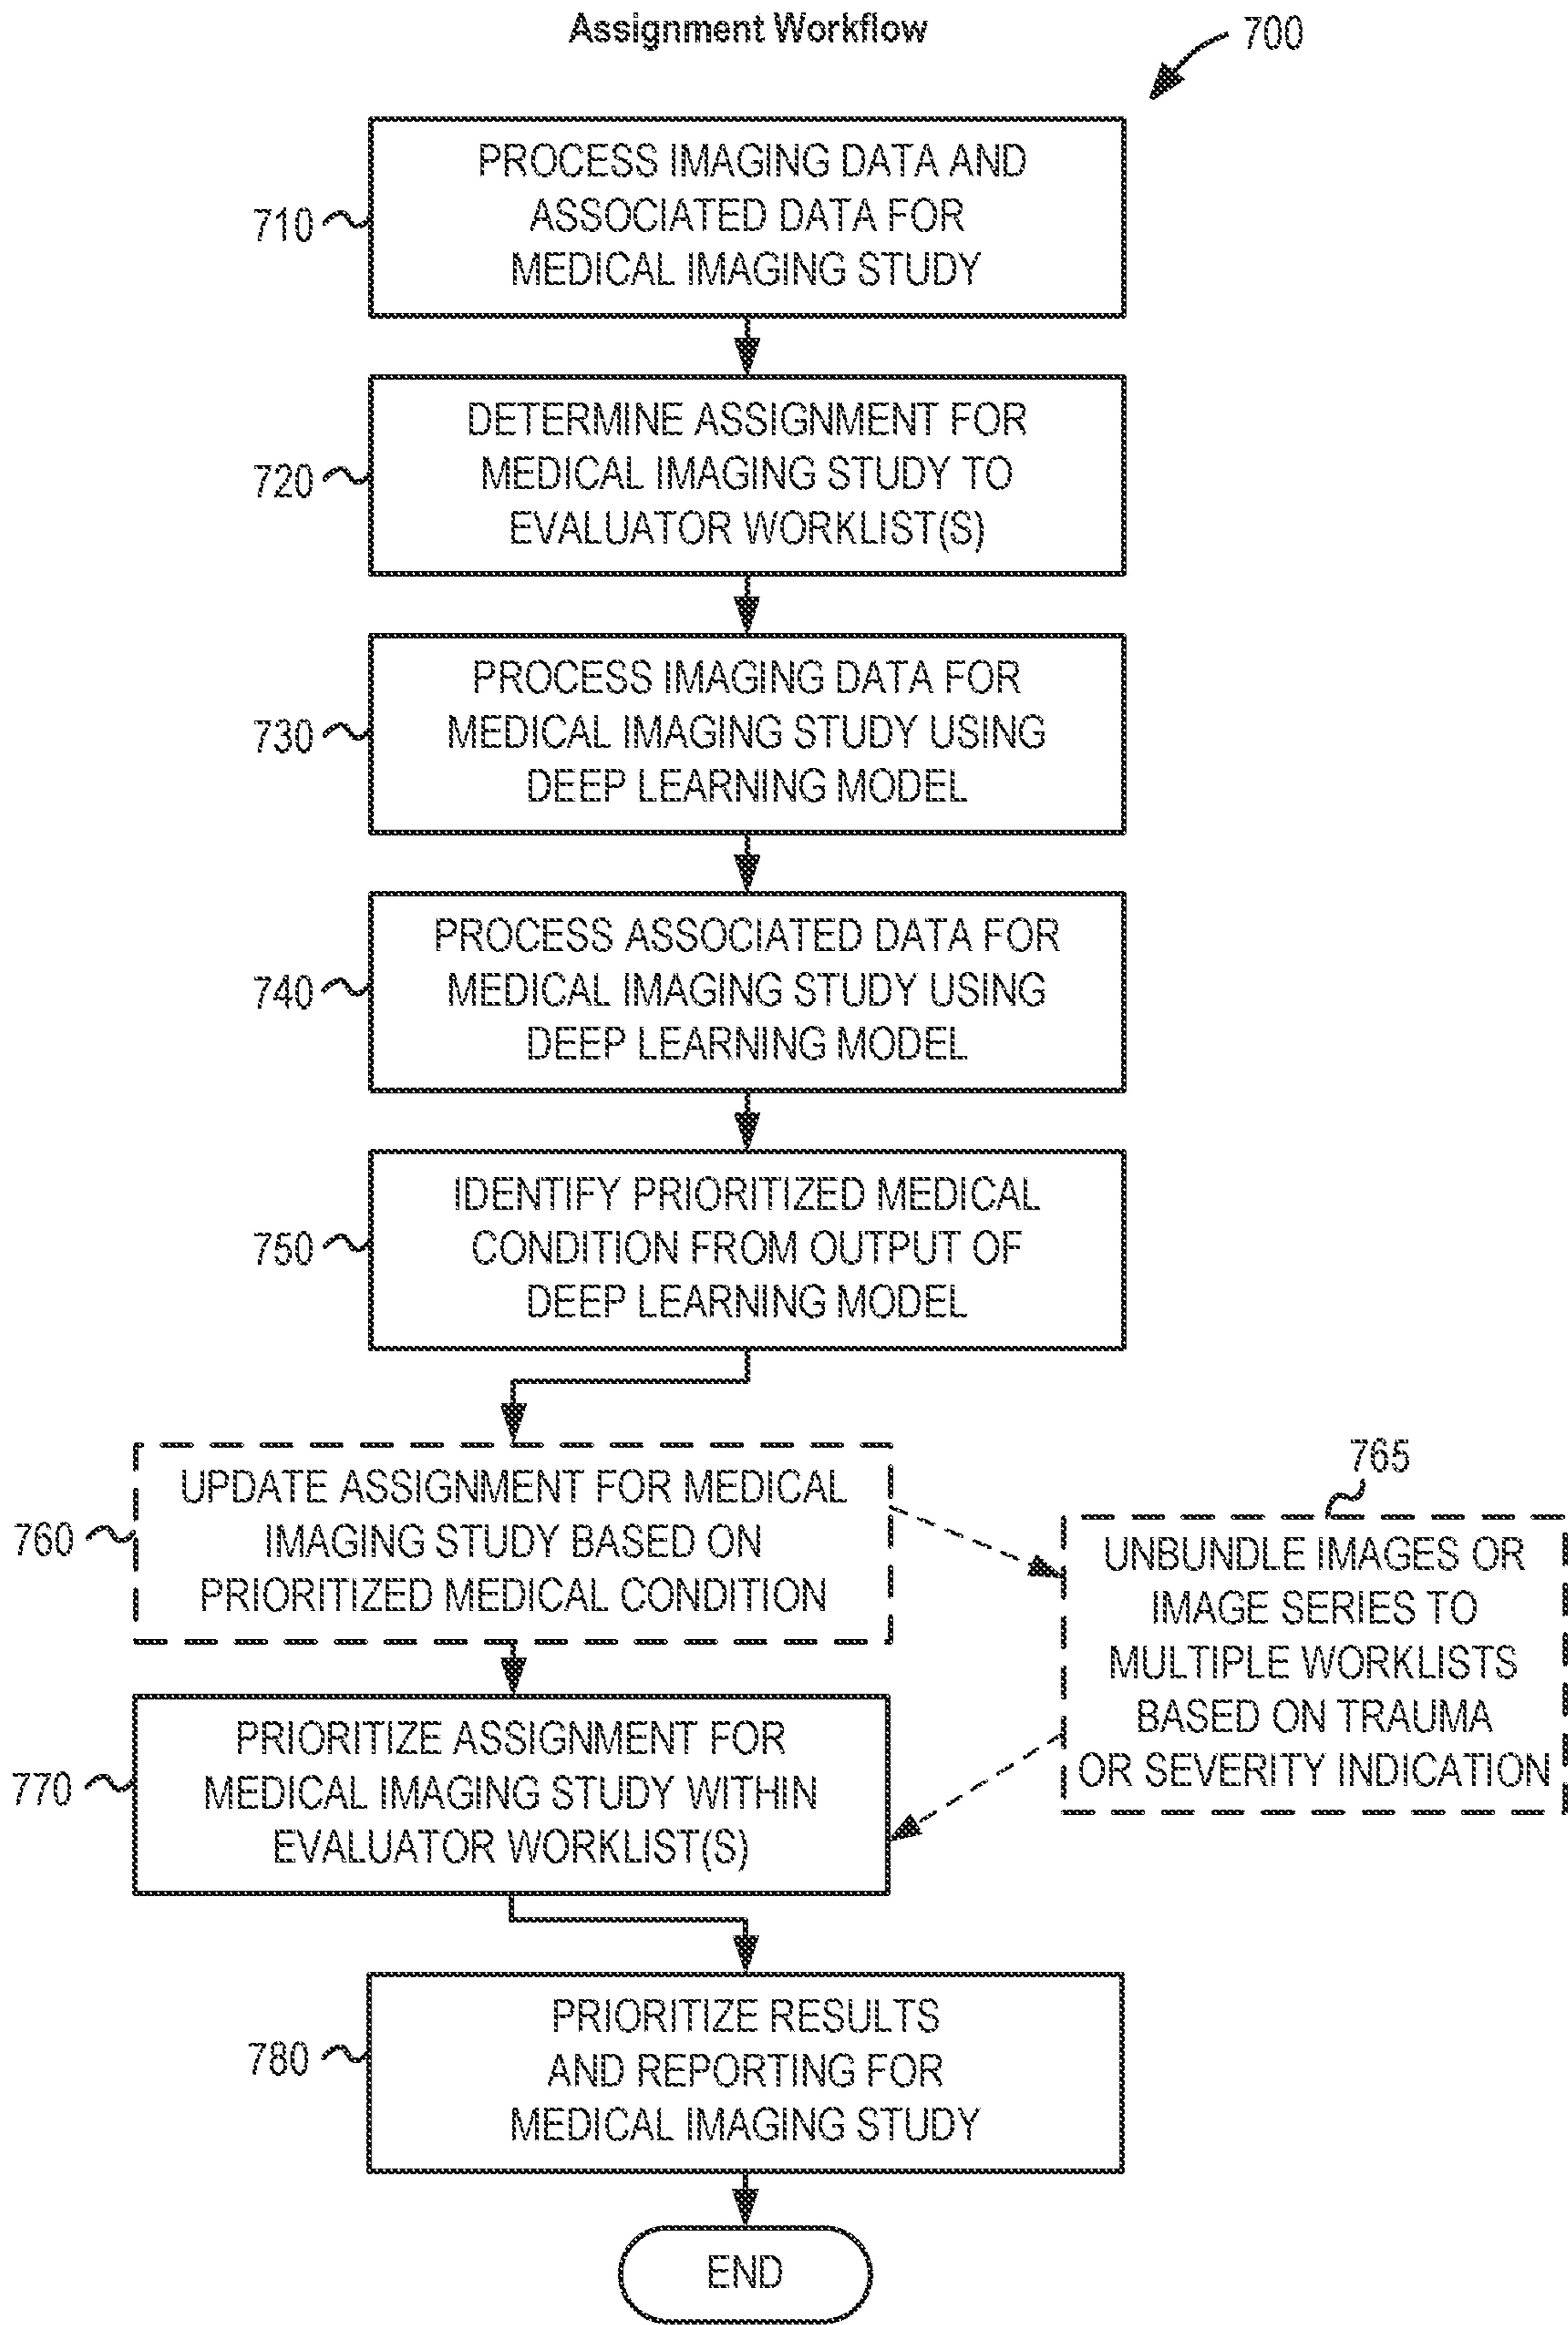 Assignment Workflow
700
PROCESS IMAGING DATA AND
ASSOCIATED DATA FOR
MEDICAL IMAGING STUDY
710
DETERMINE ASSIGNMENT FOR
MEDICAL IMAGING STUDY TO
EVALUATOR WORKLIST(S)
720
PROCESS IMAGING DATA FOR
MEDICAL IMAGING STUDY USING
DEEP LEARNING MODEL
730
PROCESS ASSOCIATED DATA FOR
MEDICAL IMAGING STUDY USING
DEEP LEARNING MODEL
740
IDENTIFY PRIORITIZED MEDICAL
CONDITION FROM OUTPUT OF
DEEP LEARNING MODEL
750
UPDATE ASSIGNMENT FOR MEDICAL
IMAGING STUDY BASED ON
PRIORITIZED MEDICAL CONDITION
760
765
UNBUNDLE IMAGES OR
IMAGE SERIES TO
MULTIPLE WORKLISTS
BASED ON TRAUMA
OR SEVERITY INDICATION
PRIORITIZE ASSIGNMENT FOR
MEDICAL IMAGING STUDY WITHIN
EVALUATOR WORKLIST(S)
770
PRIORITIZE RESULTS
AND REPORTING FOR
MEDICAL IMAGING STUDY
780
END